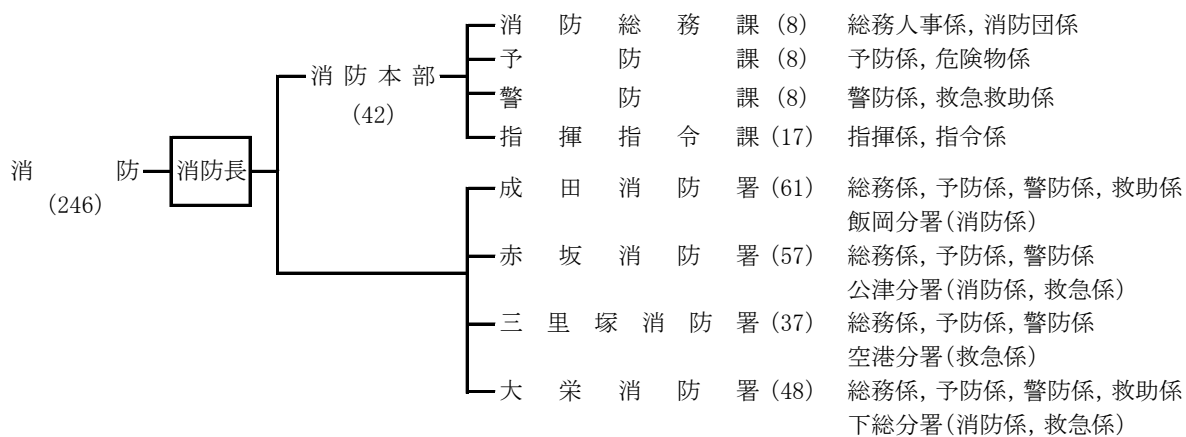 消防総務課 (8) 総務人事係, 消防団係
予防課 (8) 予防係, 危険物係
消防本部
(42)
警防課 (8) 警防係, 救急救助係
指揮指令課 (17) 指揮係, 指令係
消防
(246)
消防長
成田消防署 (61) 総務係, 予防係, 警防係, 救助係
飯岡分署(消防係)
赤坂消防署 (57) 総務係, 予防係, 警防係
公津分署(消防係, 救急係)
三里塚消防署 (37) 総務係, 予防係, 警防係
空港分署(救急係)
大栄消防署 (48) 総務係, 予防係, 警防係, 救助係
下総分署(消防係, 救急係)